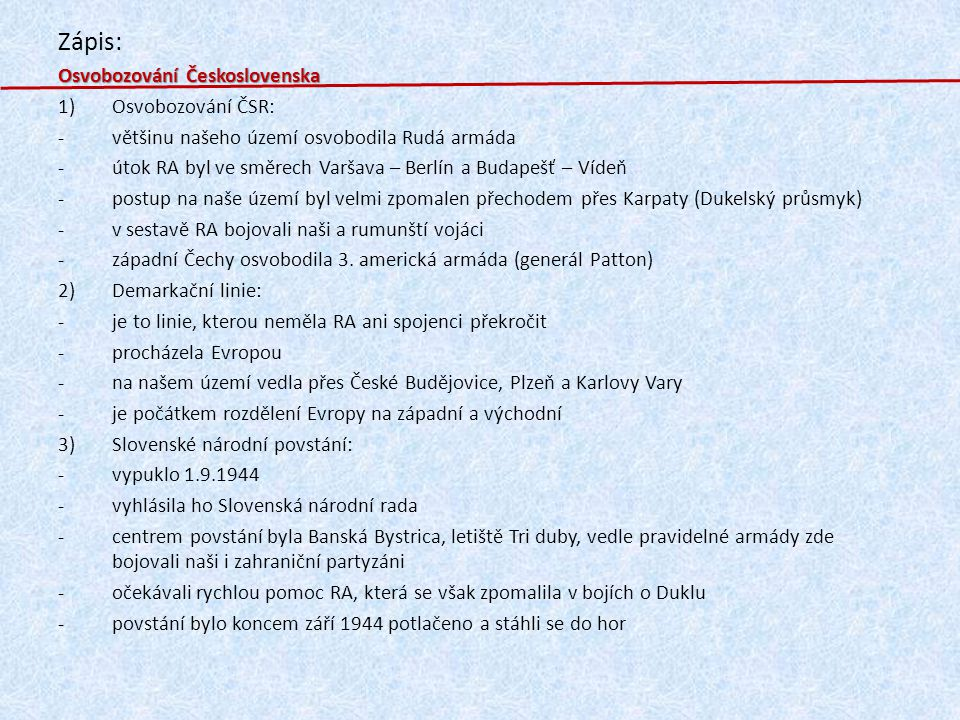 Zápis:
Osvobozování Československa
1) Osvobozování ČSR:
- většinu našeho území osvobodila Rudá armáda
- útok RA byl ve směrech Varšava – Berlín a Budapešť – Vídeň
- postup na naše území byl velmi zpomalen přechodem přes Karpaty (Dukelský průsmyk)
- v sestavě RA bojovali naši a rumunští vojáci
- západní Čechy osvobodila 3. americká armáda (generál Patton)
2) Demarkační linie:
- je to linie, kterou neměla RA ani spojenci překročit
- procházela Evropou
- na našem území vedla přes České Budějovice, Plzeň a Karlovy Vary
- je počátkem rozdělení Evropy na západní a východní
3) Slovenské národní povstání:
- vypuklo 1.9.1944
- vyhlásila ho Slovenská národní rada
- centrem povstání byla Banská Bystrica, letiště Tri duby, vedle pravidelné armády zde
bojovali naši i zahraniční partyzáni
- očekávali rychlou pomoc RA, která se však zpomalila v bojích o Duklu
- povstání bylo koncem září 1944 potlačeno a stáhli se do hor